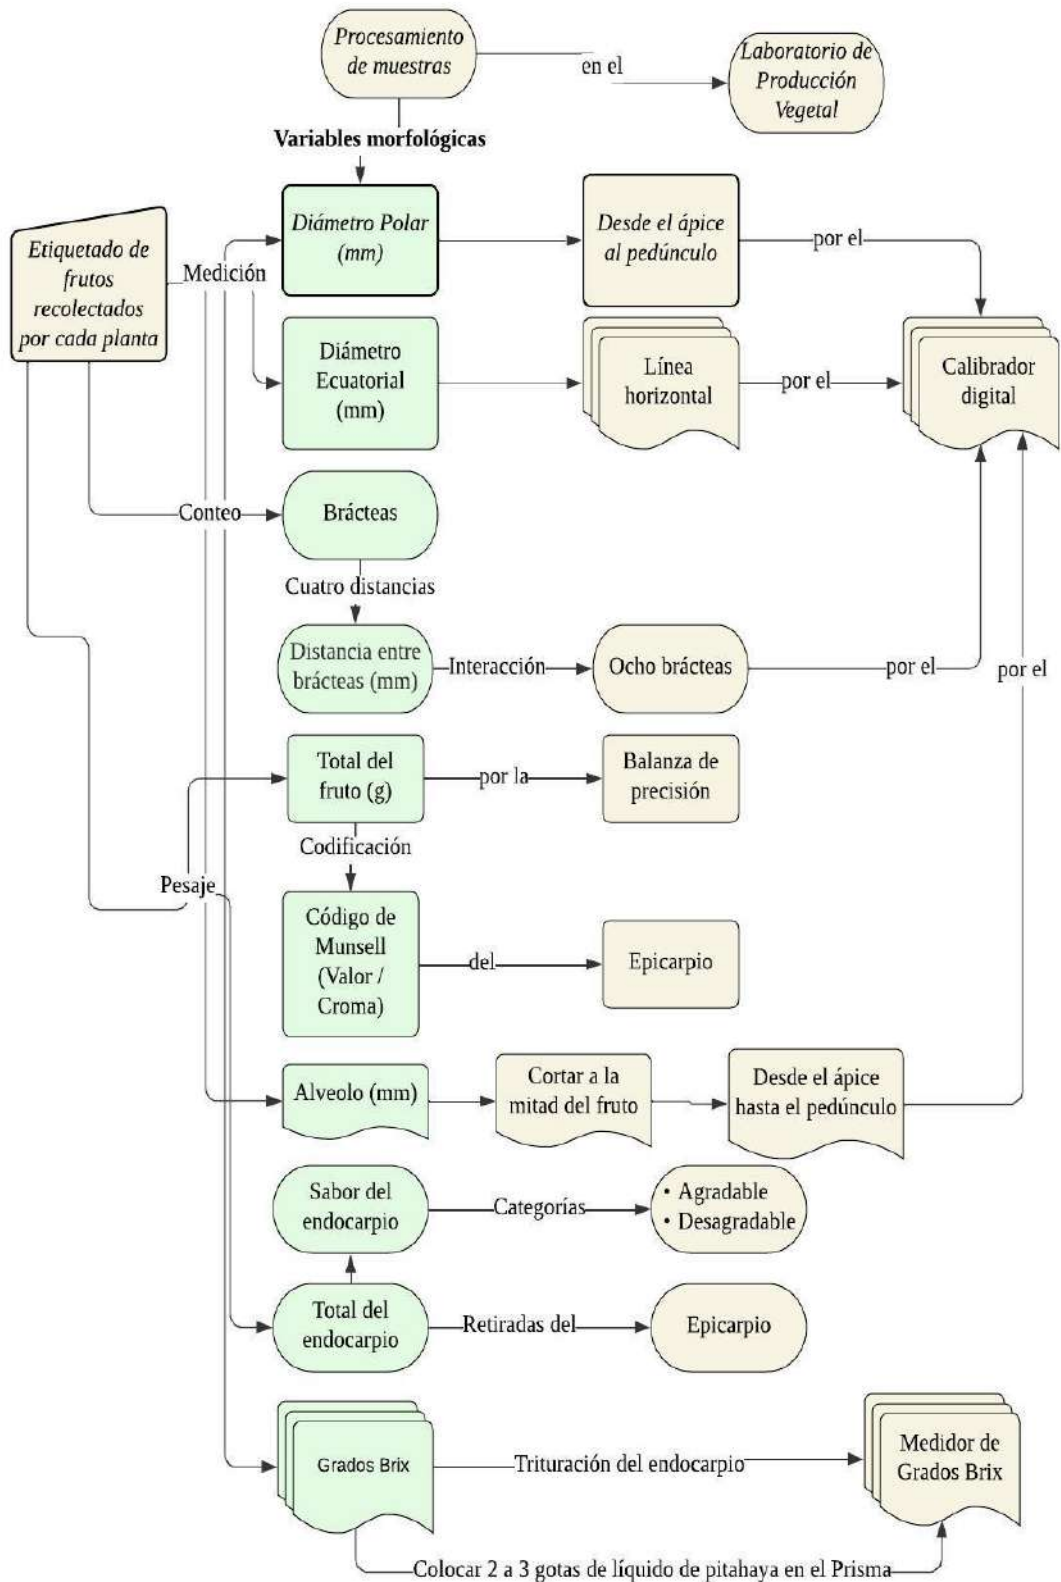 Procesamiento
de muestras
en el
Laboratorio de
Producción
Vegetal
Variables morfológicas
Etiquetado de
frutos
recolectados
por cada planta
Medición
Diámetro Polar
(mm)
Desde el ápice
al pedúnculo
por el
Diámetro
Ecuatorial
(mm)
Línea
horizontal
por el
Calibrador
digital
Conteo
Brácteas
Cuatro distancias
Distancia entre
brácteas (mm)
Interacción
Ocho brácteas
por el
por el
Total del
fruto (g)
por la
Balanza de
precisión
Codificación
Pesaje
Código de
Munsell
(Valor /
Croma)
del
Epicarpio
Alveolo (mm)
Cortar a la
mitad del fruto
Desde el ápice
hasta el pedúnculo
Sabor del
endocarpio
Categorías
• Agradable
• Desagradable
Total del
endocarpio
Retiradas del
Epicarpio
Grados Brix
Trituración del endocarpio
Medidor de
Grados Brix
Colocar 2 a 3 gotas de líquido de pitahaya en el Prisma